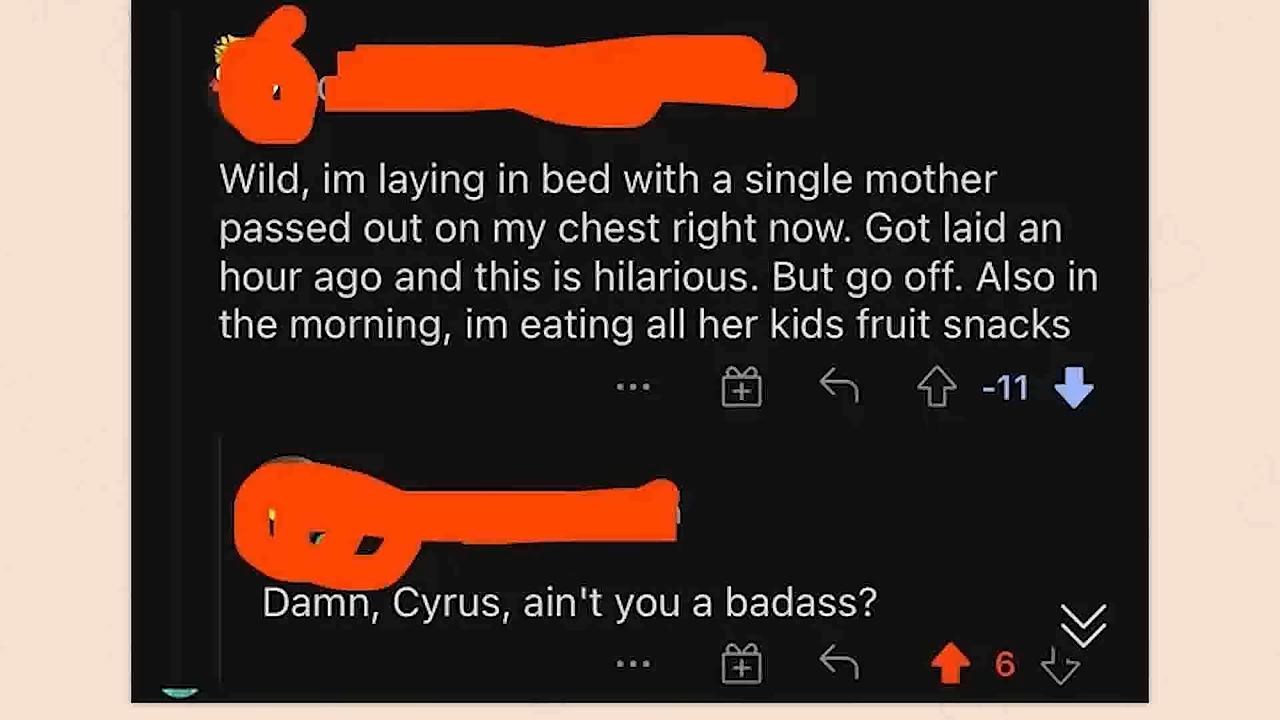 Wild, im laying in bed with a single mother
passed out on my chest right now. Got laid an
hour ago and this is hilarious. But go off. Also in
the morning, im eating all her kids fruit snacks
-11
Damn, Cyrus, ain't you a badass?
6